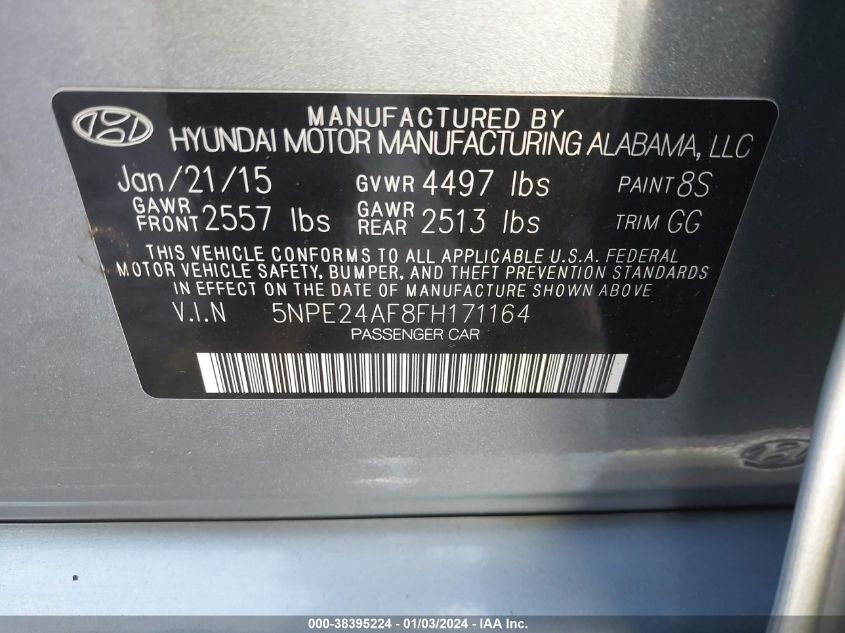 MANUFACTURED BY
HYUNDAI MOTOR MANUFACTURING ALABAMA, LLC
Jan/21/15 GVWR 4497 lbs PAINT 8S
GAWR FRONT 2557 lbs GAWR REAR 2513 lbs TRIM GG
THIS VEHICLE CONFORMS TO ALL APPLICABLE U.S.A. FEDERAL
MOTOR VEHICLE SAFETY, BUMPER, AND THEFT PREVENTION STANDARDS
IN EFFECT ON THE DATE OF MANUFACTURE SHOWN ABOVE
V.I.N 5NPE24AF8FH171164
PASSENGER CAR
000-38395224 - 01/03/2024 - IAA Inc.